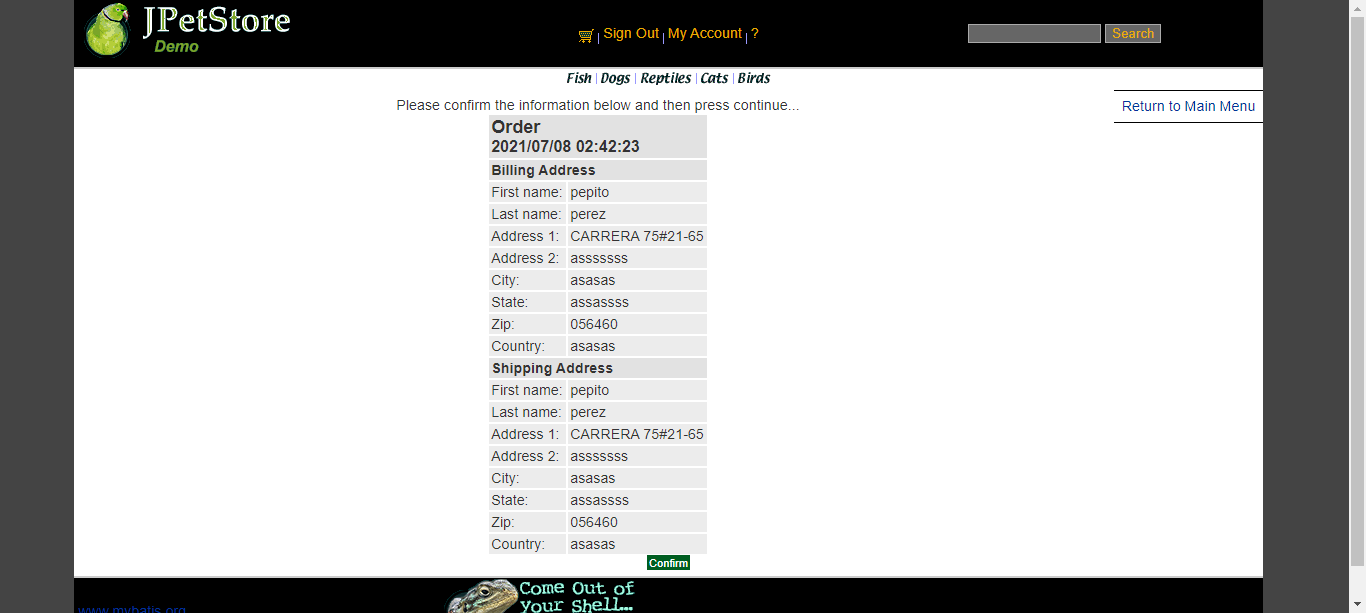 JPetStore
Demo
Sign Out | My Account | ?
Search
Fish | Dogs | Reptiles | Cats | Birds
Please confirm the information below and then press continue...
Return to Main Menu
Order
2021/07/08 02:42:23
Billing Address
First name: pepito
Last name: perez
Address 1: CARRERA 75#21-65
Address 2: asssssss
City: asasas
State: assassss
Zip: 056460
Country: asasas
Shipping Address
First name: pepito
Last name: perez
Address 1: CARRERA 75#21-65
Address 2: asssssss
City: asasas
State: assassss
Zip: 056460
Country: asasas
Confirm
Come Out of
Your Shell...
www.mybatis.org